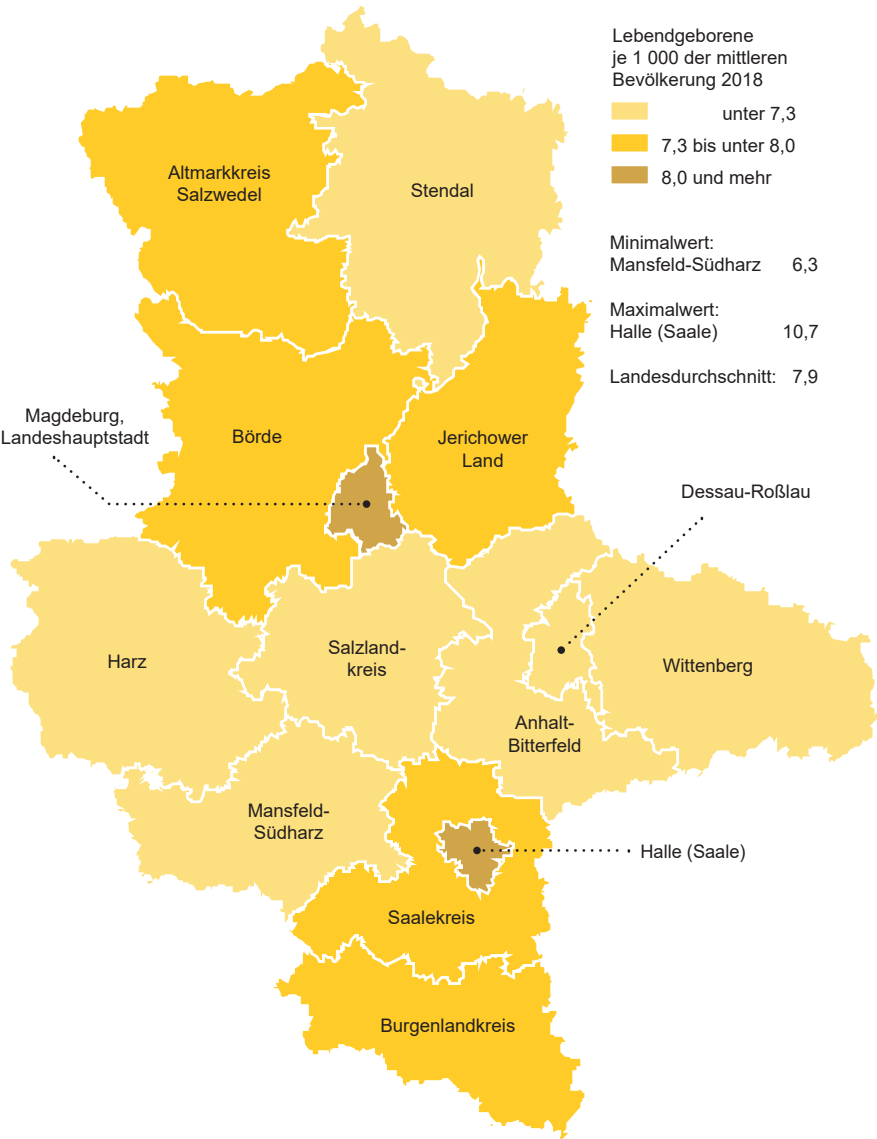 Lebendgeborene
je 1 000 der mittleren
Bevölkerung 2018
unter 7,3
7,3 bis unter 8,0
8,0 und mehr
Minimalwert:
Mansfeld-Südharz 6,3
Maximalwert:
Halle (Saale) 10,7
Landesdurchschnitt: 7,9
Altmarkkreis
Salzwedel
Stendal
Magdeburg,
Landeshauptstadt
Börde
Jerichower
Land
Dessau-Roßlau
Harz
Salzland-
kreis
Wittenberg
Anhalt-
Bitterfeld
Mansfeld-
Südharz
Halle (Saale)
Saalekreis
Burgenlandkreis